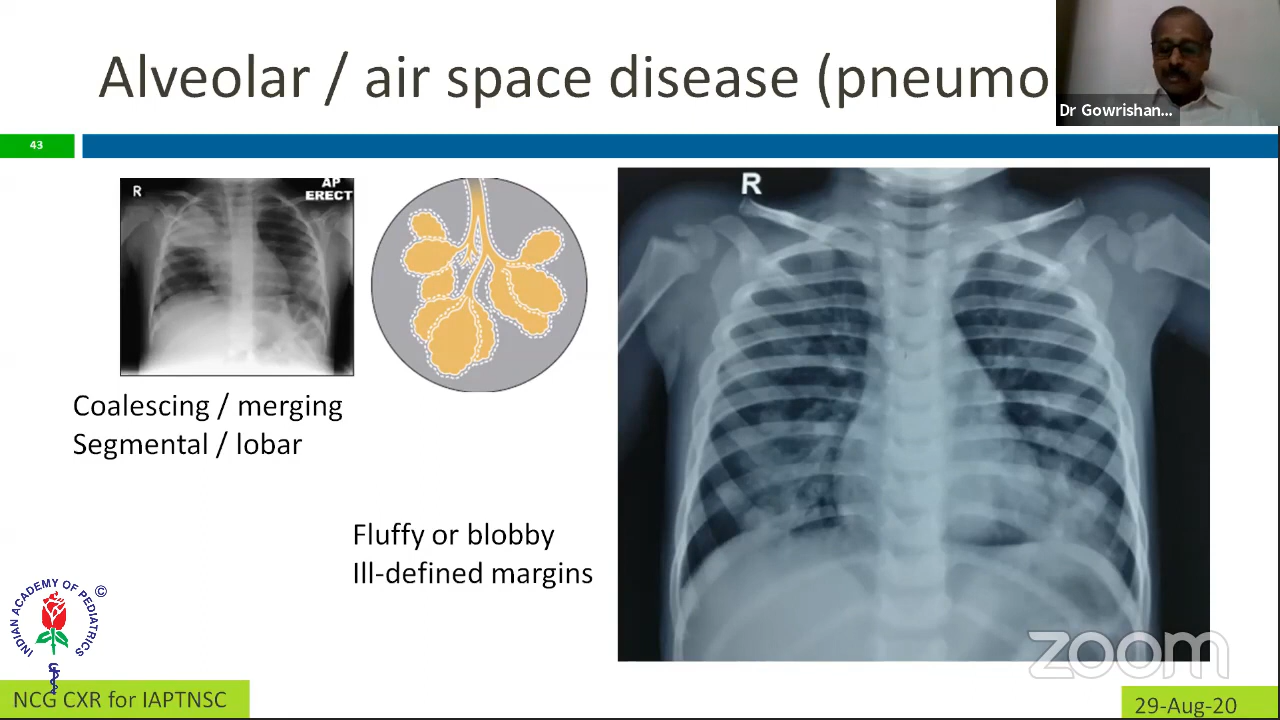 Alveolar / air space disease (pneumo
Dr Gowrishan...
43
R
AP
ERECT
R
Coalescing / merging
Segmental / lobar
Fluffy or blobby
Ill-defined margins
INDIAN ACADEMY OF PEDIATRICS ©
zoom
NCG CXR for IAPTNSC
29-Aug-20